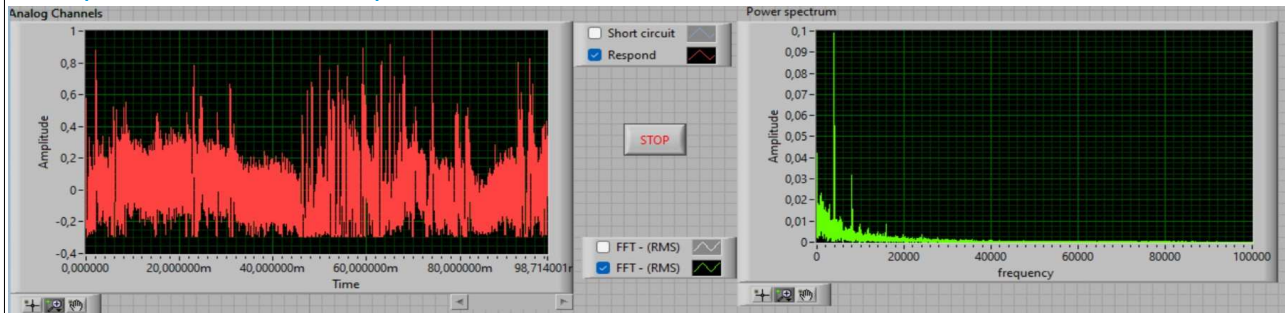 Analog Channels
Amplitude
1
0,8
0,6
0,4
0,2
0
-0,2
-0,4
0,000000 20,000000m 40,000000m 60,000000m 80,000000m
Time
Short circuit
Respond
STOP
FFT - (RMS)
FFT - (RMS)
Power spectrum
Amplitude
0,1
0,09
0,08
0,07
0,06
0,05
0,04
0,03
0,02
0,01
0
0 20000 40000 60000 80000 100000
frequency